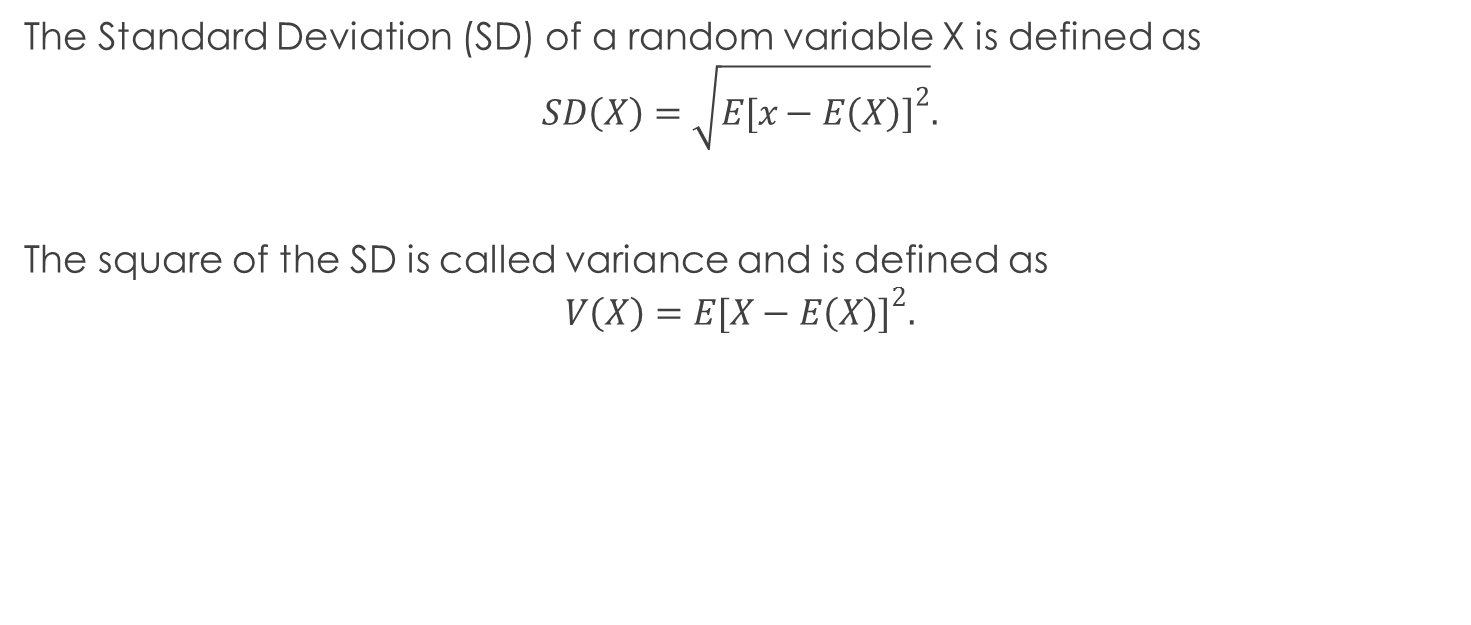 The Standard Deviation (SD) of a random variable X is defined as
SD(X) = √E[x − E(X)]².
The square of the SD is called variance and is defined as
V(X) = E[X − E(X)]².